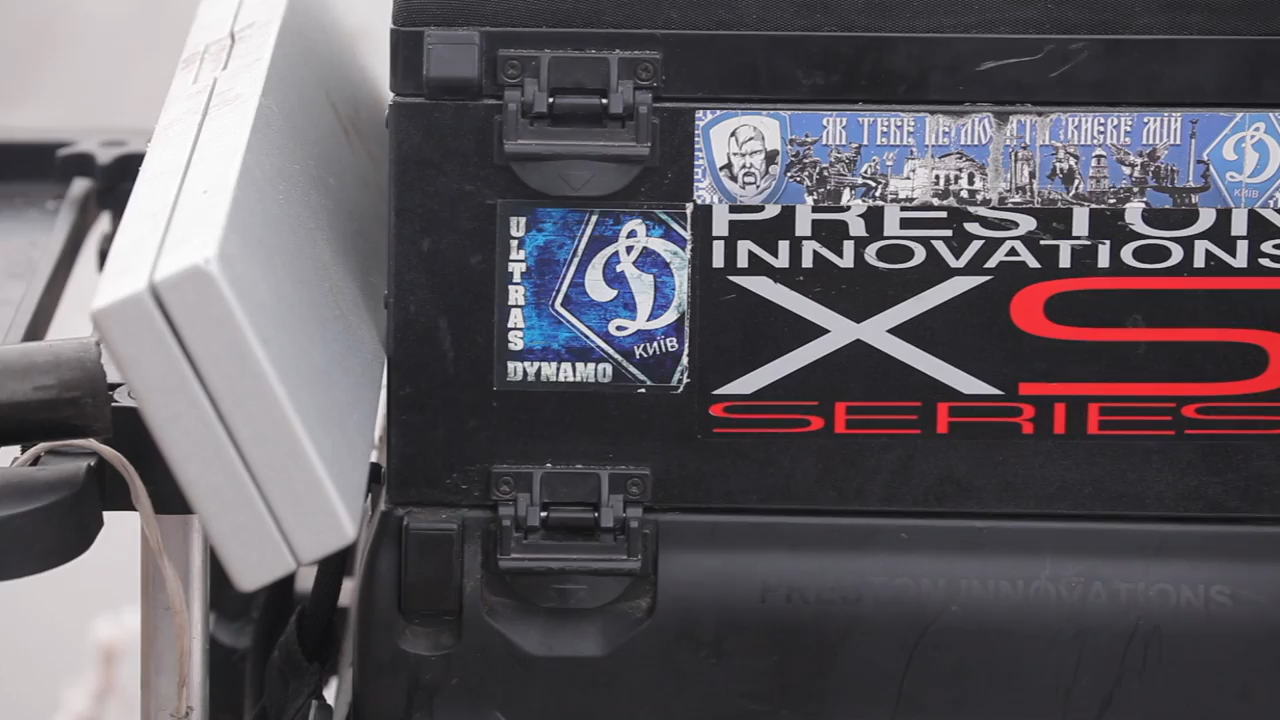 ЯК ТЕБЕ НЕ ЛЮБИТИ, КИЄВЕ МІЙ
КИЇВ
ULTRAS
DYNAMO
КИЇВ
PRESTON
INNOVATIONS
XS
SERIES
PRESTON INNOVATIONS